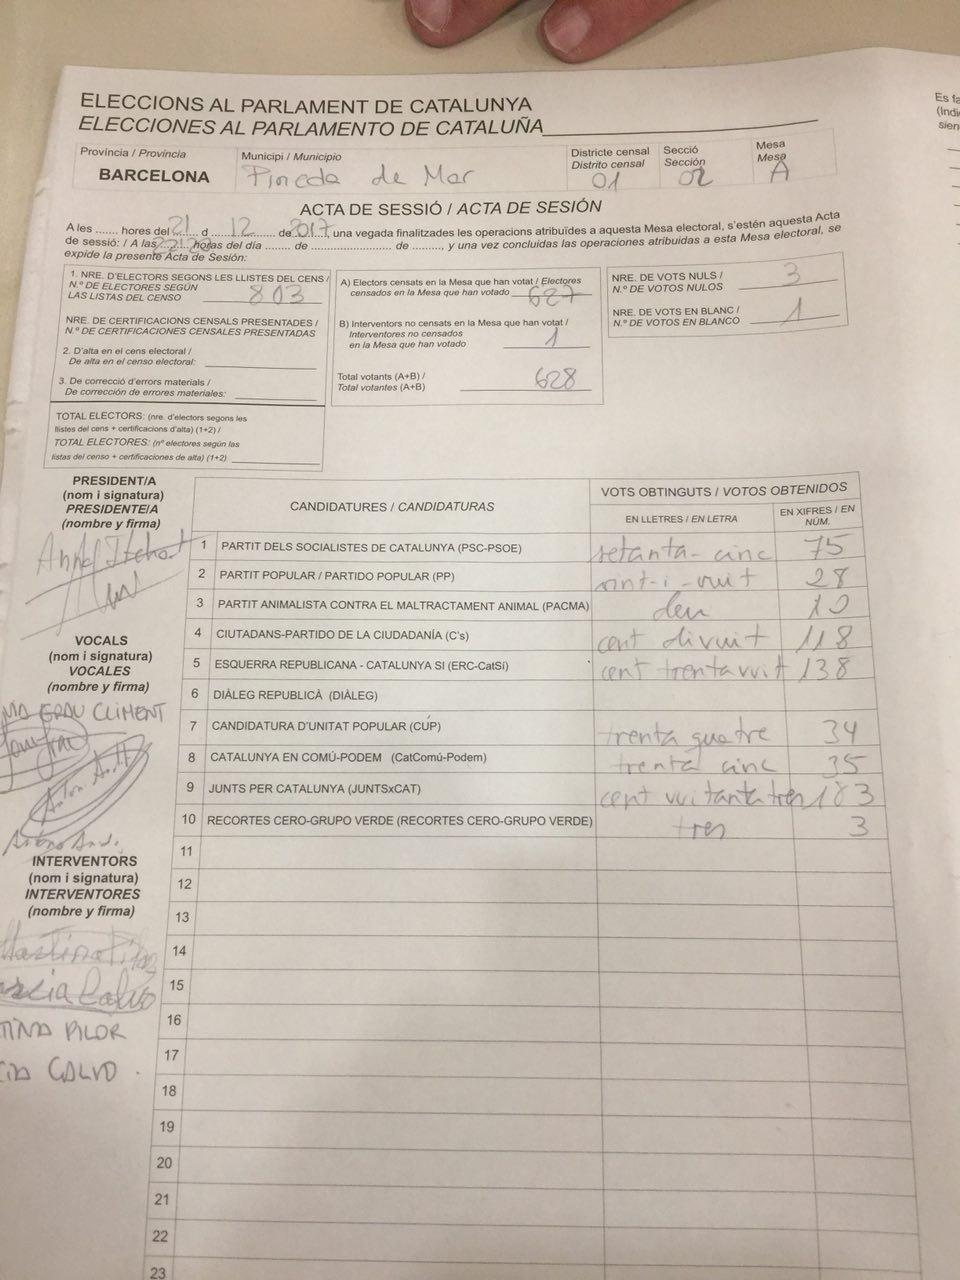 ELECCIONS AL PARLAMENT DE CATALUNYA
ELECCIONES AL PARLAMENTO DE CATALUÑA
Província / Provincia
BARCELONA
Municipi / Municipio
Pineda de Mar
Districte censal
Distrito censal
01
Secció
Sección
02
Mesa
Mesa
A
Es fa
(Indi
sien
ACTA DE SESSIÓ / ACTA DE SESIÓN
A les ....... hores del 21 d 12 de 2017, una vegada finalitzades les operacions atribuïdes a aquesta Mesa electoral, s'estén aquesta Acta
de sessió: / A las horas del día ....... de .......................... de ........, y una vez concluidas las operaciones atribuidas a esta Mesa electoral, se
expide la presente Acta de Sesión:
1. NRE. D'ELECTORS SEGONS LES LLISTES DEL CENS /
N.º DE ELECTORES SEGÚN
LAS LISTAS DEL CENSO 803
NRE. DE CERTIFICACIONS CENSALS PRESENTADES /
N.º DE CERTIFICACIONES CENSALES PRESENTADAS
2. D'alta en el cens electoral /
De alta en el censo electoral:
3. De correcció d'errors materials /
De corrección de errores materiales:
TOTAL ELECTORS: (nre. d'electors segons les
llistes del cens + certificacions d'alta) (1+2) /
TOTAL ELECTORES: (nº electores según las
listas del censo + certificaciones de alta) (1+2)
A) Electors censats en la Mesa que han votat / Electores
censados en la Mesa que han votado 627
B) Interventors no censats en la Mesa que han votat /
Interventores no censados
en la Mesa que han votado 1
Total votants (A+B) /
Total votantes (A+B) 628
NRE. DE VOTS NULS /
N.º DE VOTOS NULOS 3
NRE. DE VOTS EN BLANC /
N.º DE VOTOS EN BLANCO 1
PRESIDENT/A
(nom i signatura)
PRESIDENTE/A
(nombre y firma)
VOCALS
(nom i signatura)
VOCALES
(nombre y firma)
GRAU CLIMENT
INTERVENTORS
(nom i signatura)
INTERVENTORES
(nombre y firma)
TINA PILOR
CIA CALVO
CANDIDATURES / CANDIDATURAS
VOTS OBTINGUTS / VOTOS OBTENIDOS
EN LLETRES / EN LETRA
EN XIFRES / EN
NÚM.
1 PARTIT DELS SOCIALISTES DE CATALUNYA (PSC-PSOE) setanta-cinc 75
2 PARTIT POPULAR / PARTIDO POPULAR (PP) vint-i-vuit 28
3 PARTIT ANIMALISTA CONTRA EL MALTRACTAMENT ANIMAL (PACMA) deu 10
4 CIUTADANS-PARTIDO DE LA CIUDADANÍA (C's) cent divuit 118
5 ESQUERRA REPUBLICANA - CATALUNYA SI (ERC-CatSí) cent trenta vuit 138
6 DIÀLEG REPUBLICÀ (DIÀLEG)
7 CANDIDATURA D'UNITAT POPULAR (CUP) trenta quatre 34
8 CATALUNYA EN COMÚ-PODEM (CatComú-Podem) trenta cinc 35
9 JUNTS PER CATALUNYA (JUNTSxCAT) cent vuitanta tres 183
10 RECORTES CERO-GRUPO VERDE (RECORTES CERO-GRUPO VERDE) tres 3
11
12
13
14
15
16
17
18
19
20
21
22
23